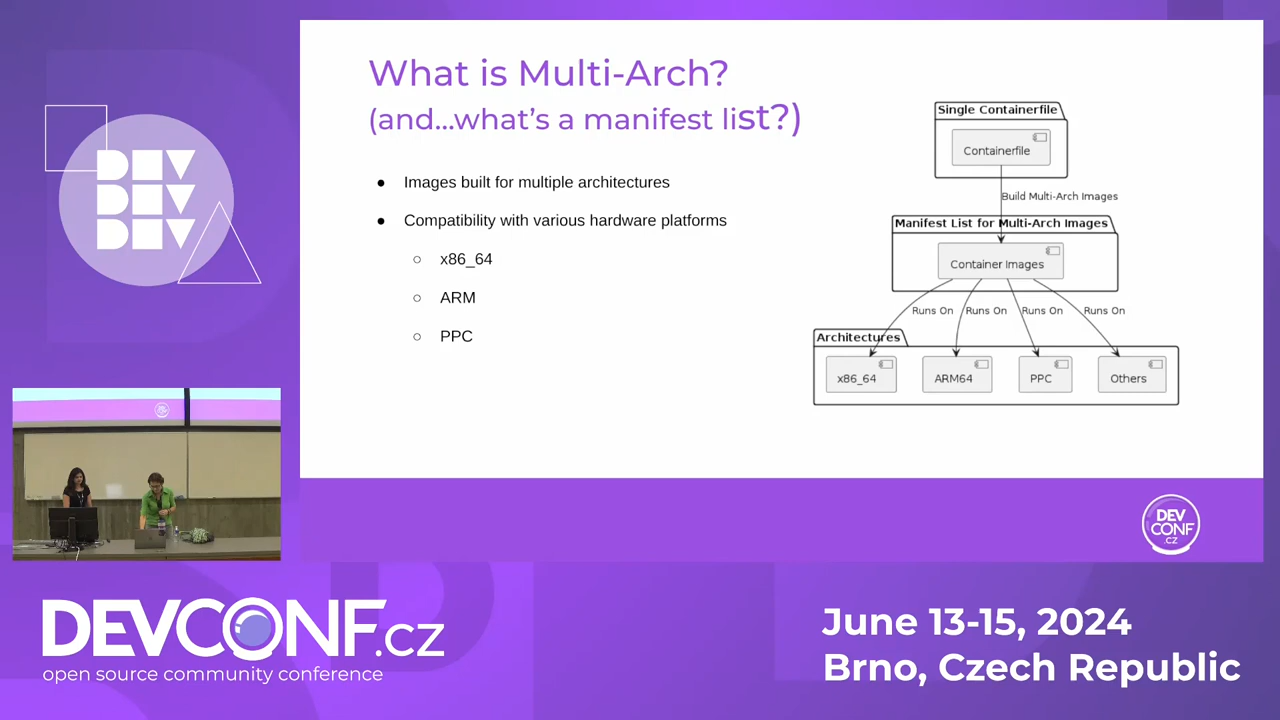 What is Multi-Arch?
(and...what's a manifest list?)
● Images built for multiple architectures
● Compatibility with various hardware platforms
○ x86_64
○ ARM
○ PPC
Single Containerfile
Containerfile
Build Multi-Arch Images
Manifest List for Multi-Arch Images
Container Images
Runs On
Runs On
Runs On
Runs On
Architectures
x86_64
ARM64
PPC
Others
DEV
DEV
DEV
DEV
CONF
.CZ
DEVCONF.cz
open source community conference
June 13-15, 2024
Brno, Czech Republic